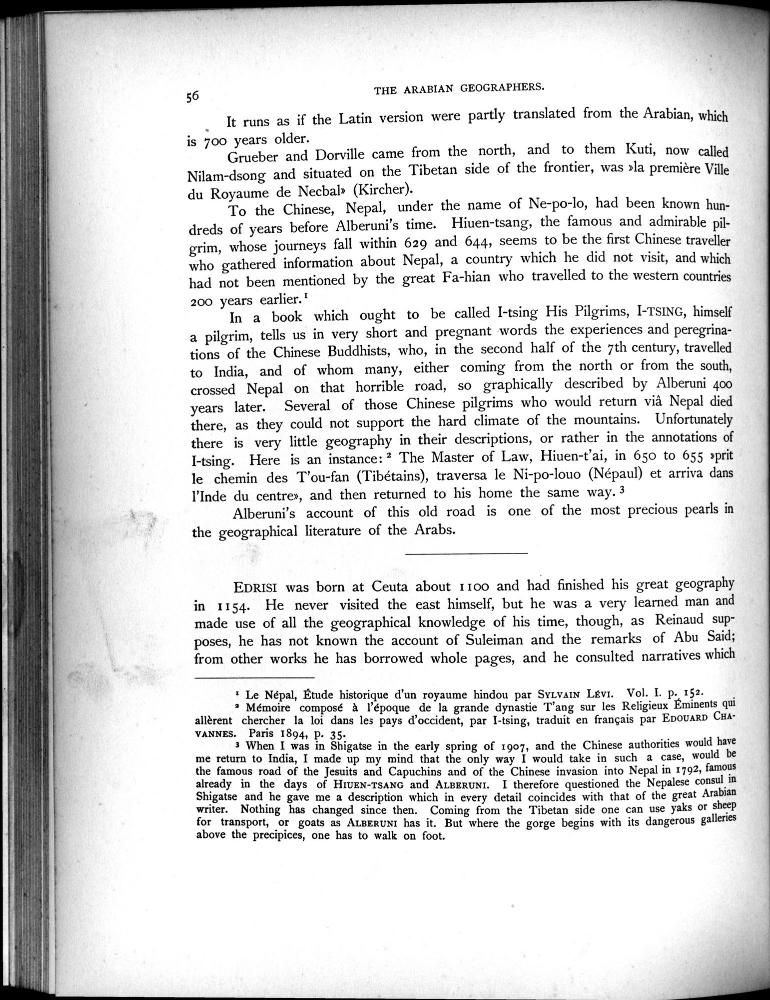 56
THE ARABIAN GEOGRAPHERS.
It runs as if the Latin version were partly translated from the Arabian, which
is 700 years older.
Grueber and Dorville came from the north, and to them Kuti, now called
Nilam-dsong and situated on the Tibetan side of the frontier, was »la première Ville
du Royaume de Necbal» (Kircher).
To the Chinese, Nepal, under the name of Ne-po-lo, had been known hun-
dreds of years before Alberuni's time. Hiuen-tsang, the famous and admirable pil-
grim, whose journeys fall within 629 and 644, seems to be the first Chinese traveller
who gathered information about Nepal, a country which he did not visit, and which
had not been mentioned by the great Fa-hian who travelled to the western countries
200 years earlier.¹
In a book which ought to be called I-tsing His Pilgrims, I-TSING, himself
a pilgrim, tells us in very short and pregnant words the experiences and peregrina-
tions of the Chinese Buddhists, who, in the second half of the 7th century, travelled
to India, and of whom many, either coming from the north or from the south,
crossed Nepal on that horrible road, so graphically described by Alberuni 400
years later. Several of those Chinese pilgrims who would return viâ Nepal died
there, as they could not support the hard climate of the mountains. Unfortunately
there is very little geography in their descriptions, or rather in the annotations of
I-tsing. Here is an instance:² The Master of Law, Hiuen-t'ai, in 650 to 655 »prit
le chemin des T'ou-fan (Tibétains), traversa le Ni-po-louo (Népaul) et arriva dans
l'Inde du centre», and then returned to his home the same way.³
Alberuni's account of this old road is one of the most precious pearls in
the geographical literature of the Arabs.
EDRISI was born at Ceuta about 1100 and had finished his great geography
in 1154. He never visited the east himself, but he was a very learned man and
made use of all the geographical knowledge of his time, though, as Reinaud sup-
poses, he has not known the account of Suleiman and the remarks of Abu Said;
from other works he has borrowed whole pages, and he consulted narratives which
¹ Le Népal, Étude historique d'un royaume hindou par SYLVAIN LÉVI. Vol. I. p. 152.
² Mémoire composé à l'époque de la grande dynastie T'ang sur les Religieux Éminents qui
allèrent chercher la loi dans les pays d'occident, par I-tsing, traduit en français par EDOUARD CHA-
VANNES. Paris 1894, p. 35.
³ When I was in Shigatse in the early spring of 1907, and the Chinese authorities would have
me return to India, I made up my mind that the only way I would take in such a case, would be
the famous road of the Jesuits and Capuchins and of the Chinese invasion into Nepal in 1792, famous
already in the days of HIUEN-TSANG and ALBERUNI. I therefore questioned the Nepalese consul in
Shigatse and he gave me a description which in every detail coincides with that of the great Arabian
writer. Nothing has changed since then. Coming from the Tibetan side one can use yaks or sheep
for transport, or goats as ALBERUNI has it. But where the gorge begins with its dangerous galleries
above the precipices, one has to walk on foot.